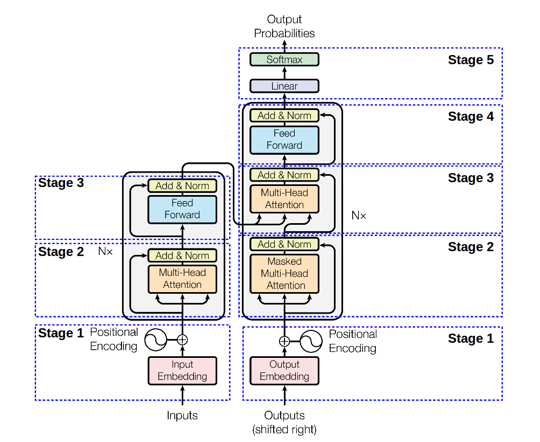 Output
Probabilities
Softmax
Stage 5
Linear
Add & Norm
Stage 4
Feed
Forward
Add & Norm
Stage 3
Multi-Head
Attention
N×
Add & Norm
Stage 2
Masked
Multi-Head
Attention
Stage 1
Positional
Encoding
Output
Embedding
Outputs
(shifted right)
Stage 3
Add & Norm
Feed
Forward
Stage 2
N×
Add & Norm
Multi-Head
Attention
Stage 1
Positional
Encoding
Input
Embedding
Inputs